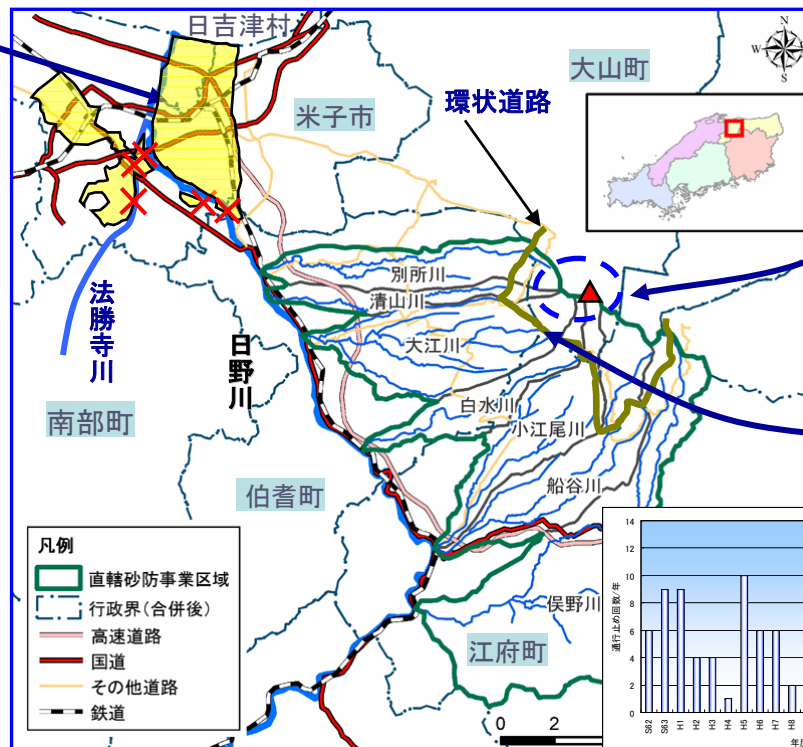 日吉津村
大山町
N
W
S
環状道路
米子市
別所川
清山川
法勝寺川
大江川
日野川
白水川
小江尾川
南部町
船谷川
伯耆町
凡例
直轄砂防事業区域
行政界(合併後)
高速道路
国道
その他道路
鉄道
俣野川
江府町
0 2
通行止め回数/年
14
12
10
8
6
4
2
0
S62 S63 H1 H2 H3 H4 H5 H6 H7 H8